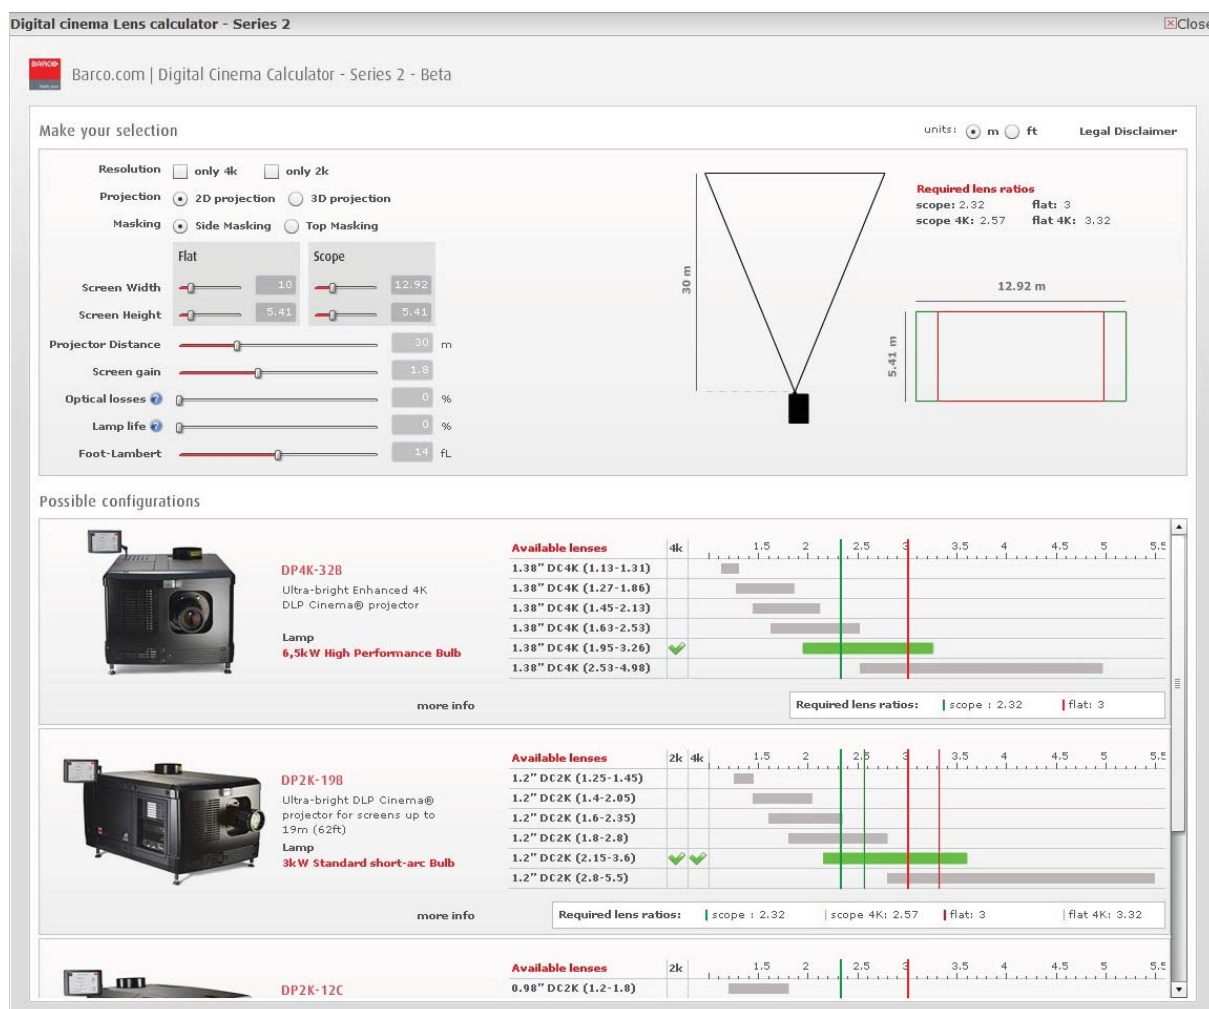 Digital cinema Lens calculator - Series 2
Close
BARCO
Barco.com | Digital Cinema Calculator - Series 2 - Beta
Make your selection
units: m ft Legal Disclaimer
Resolution only 4k only 2k
Projection 2D projection 3D projection
Masking Side Masking Top Masking
Flat Scope
Screen Width 10 12.92
Screen Height 5.41 5.41
Projector Distance 30 m
Screen gain 1.8
Optical losses ? 0 %
Lamp life ? 0 %
Foot-Lambert 14 fL
30 m
Required lens ratios
scope: 2.32 flat: 3
scope 4K: 2.57 flat 4K: 3.32
12.92 m
5.41 m
Possible configurations
DP4K-32B
Ultra-bright Enhanced 4K
DLP Cinema® projector
Lamp
6,5kW High Performance Bulb
more info
Available lenses 4k 1.5 2 2.5 3 3.5 4 4.5 5 5.5
1.38" DC4K (1.13-1.31)
1.38" DC4K (1.27-1.86)
1.38" DC4K (1.45-2.13)
1.38" DC4K (1.63-2.53)
1.38" DC4K (1.95-3.26)
1.38" DC4K (2.53-4.98)
Required lens ratios: scope : 2.32 flat: 3
DP2K-19B
Ultra-bright DLP Cinema®
projector for screens up to
19m (62ft)
Lamp
3kW Standard short-arc Bulb
more info
Available lenses 2k 4k 1.5 2 2.5 3 3.5 4 4.5 5 5.5
1.2" DC2K (1.25-1.45)
1.2" DC2K (1.4-2.05)
1.2" DC2K (1.6-2.35)
1.2" DC2K (1.8-2.8)
1.2" DC2K (2.15-3.6)
1.2" DC2K (2.8-5.5)
Required lens ratios: scope : 2.32 scope 4K: 2.57 flat: 3 flat 4K: 3.32
DP2K-12C
Available lenses 2k 1.5 2 2.5 3 3.5 4 4.5 5 5.5
0.98" DC2K (1.2-1.8)